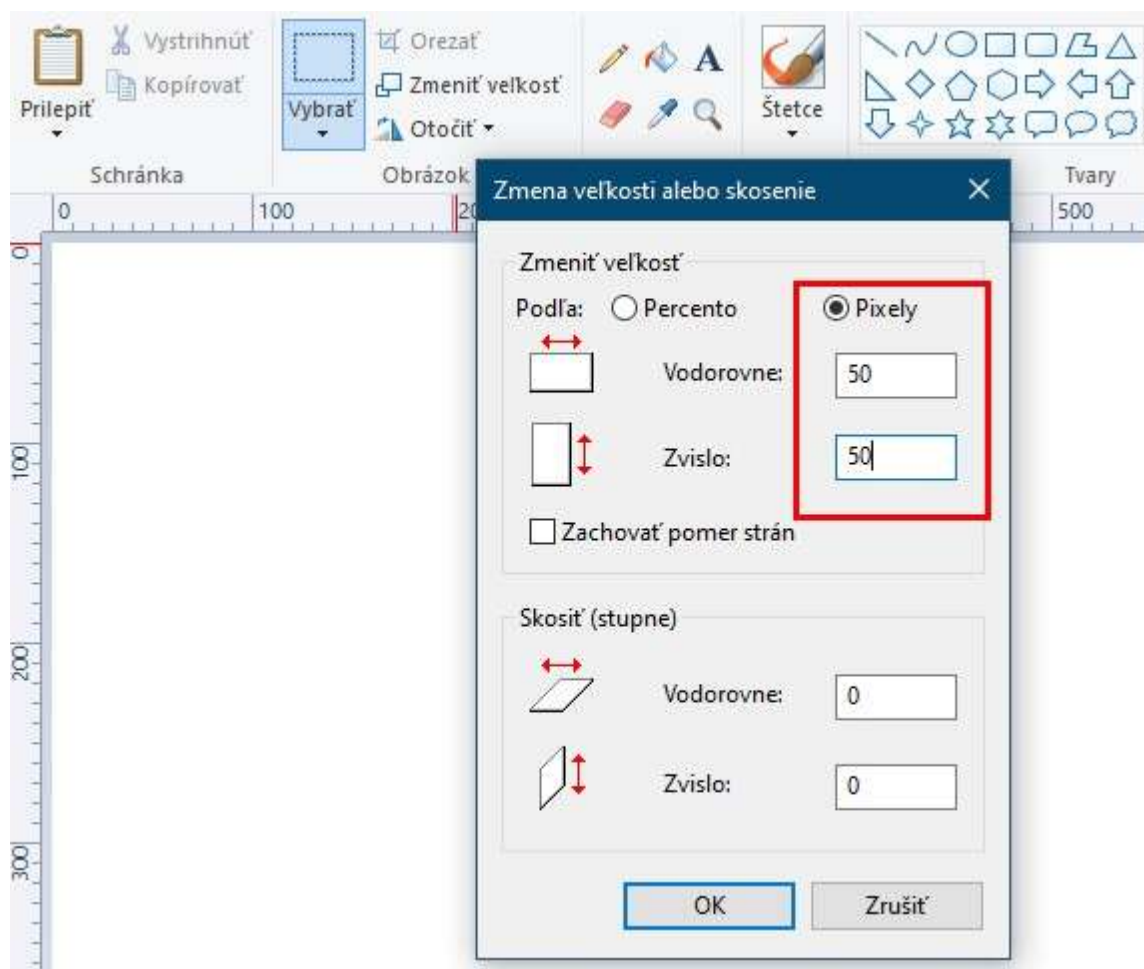 Prilepiť
Vystrihnúť
Kopírovať
Schránka
Vybrať
Orezať
Zmeniť veľkosť
Otočiť
Obrázok
A
Štetce
Tvary
0
100
500
0
100
200
300
Zmena veľkosti alebo skosenie
Zmeniť veľkosť
Podľa: Percento Pixely
Vodorovne: 50
Zvislo: 50
Zachovať pomer strán
Skosiť (stupne)
Vodorovne: 0
Zvislo: 0
OK Zrušiť